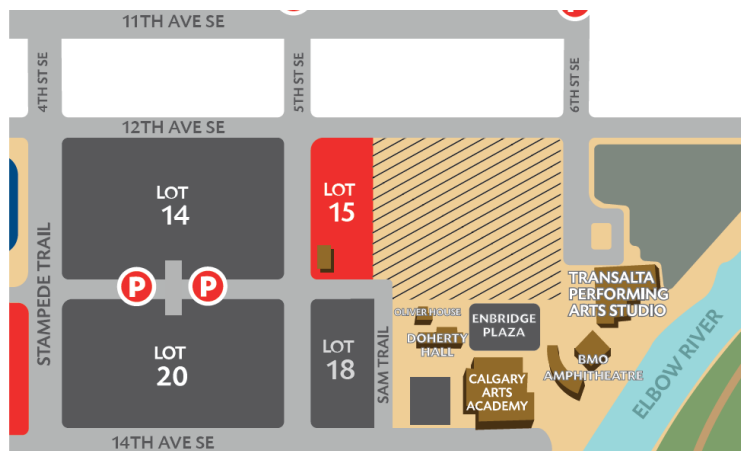 11TH AVE SE
4TH ST SE
5TH ST SE
6TH ST SE
12TH AVE SE
LOT
14
LOT
15
STAMPEDE TRAIL
P
P
TRANSALTA
PERFORMING
ARTS STUDIO
OLIVER HOUSE
ENBRIDGE
PLAZA
DOHERTY
HALL
LOT
18
SAM TRAIL
LOT
20
BMO
AMPHITHEATRE
CALGARY
ARTS
ACADEMY
ELBOW RIVER
14TH AVE SE